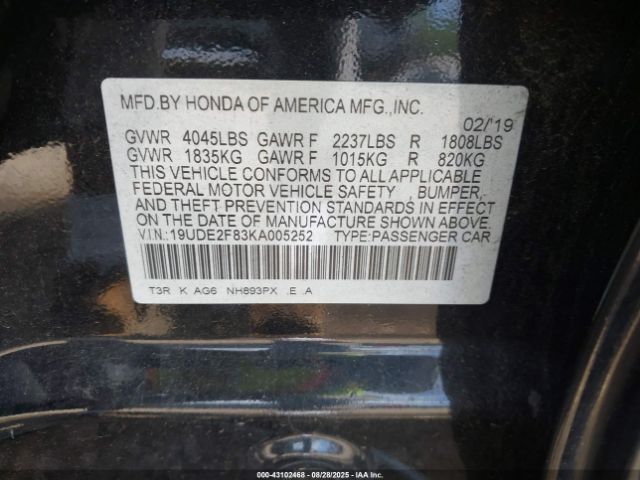 MFD.BY HONDA OF AMERICA MFG.,INC.
02/'19
GVWR 4045LBS GAWR F 2237LBS R 1808LBS
GVWR 1835KG GAWR F 1015KG R 820KG
THIS VEHICLE CONFORMS TO ALL APPLICABLE
FEDERAL MOTOR VEHICLE SAFETY , BUMPER,
AND THEFT PREVENTION STANDARDS IN EFFECT
ON THE DATE OF MANUFACTURE SHOWN ABOVE.
V.I.N.:19UDE2F83KA005252 TYPE:PASSENGER CAR
T3R K AG6 NH893PX .E .A
000-43102468 | 08/28/2025 - IAA Inc.